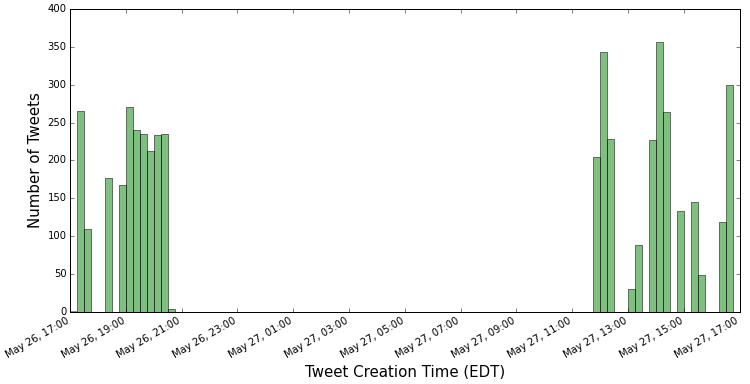 400
350
300
250
200
150
100
50
0
Number of Tweets
May 26, 17:00
May 26, 19:00
May 26, 21:00
May 26, 23:00
May 27, 01:00
May 27, 03:00
May 27, 05:00
May 27, 07:00
May 27, 09:00
May 27, 11:00
May 27, 13:00
May 27, 15:00
May 27, 17:00
Tweet Creation Time (EDT)